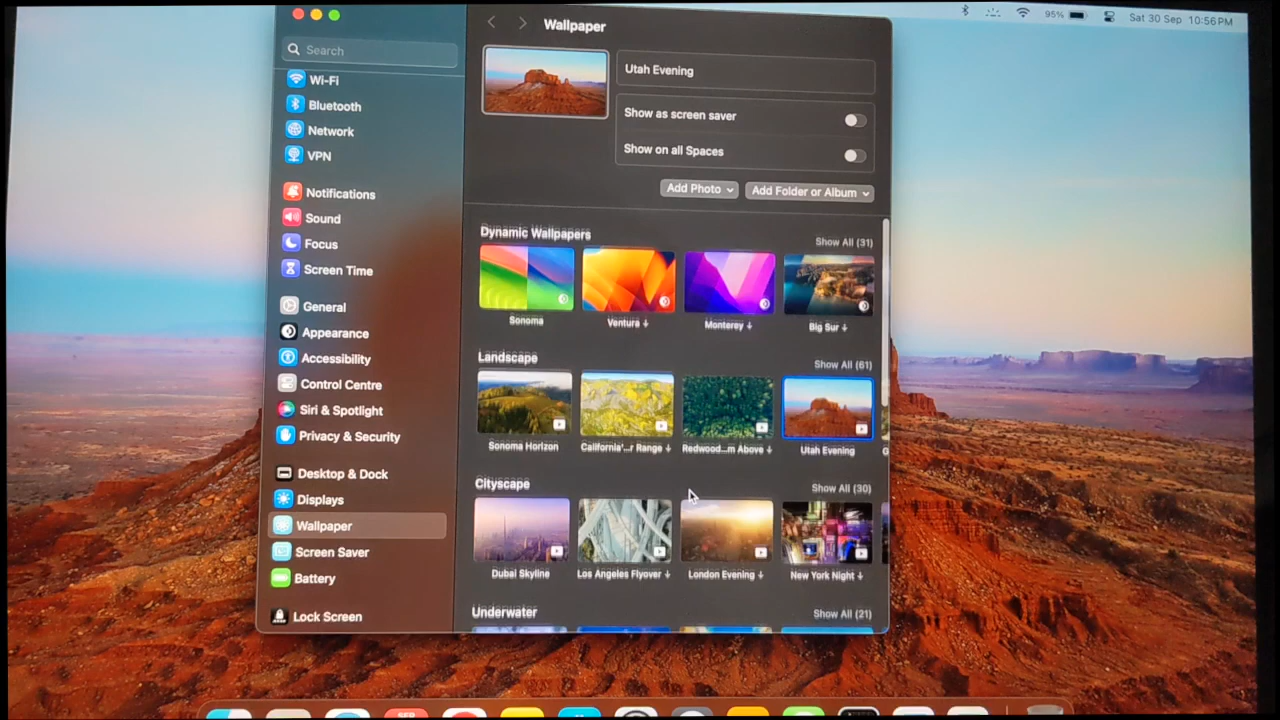 95%
Sat 30 Sep 10:56 PM
Search
Wi-Fi
Bluetooth
Network
VPN
Notifications
Sound
Focus
Screen Time
General
Appearance
Accessibility
Control Centre
Siri & Spotlight
Privacy & Security
Desktop & Dock
Displays
Wallpaper
Screen Saver
Battery
Lock Screen
Wallpaper
Utah Evening
Show as screen saver
Show on all Spaces
Add Photo
Add Folder or Album
Dynamic Wallpapers Show All (31)
Sonoma Ventura Monterey Big Sur
Landscape Show All (61)
Sonoma Horizon California'...r Range Redwood...m Above Utah Evening
Cityscape Show All (30)
Dubai Skyline Los Angeles Flyover London Evening New York Night
Underwater Show All (21)
SEP